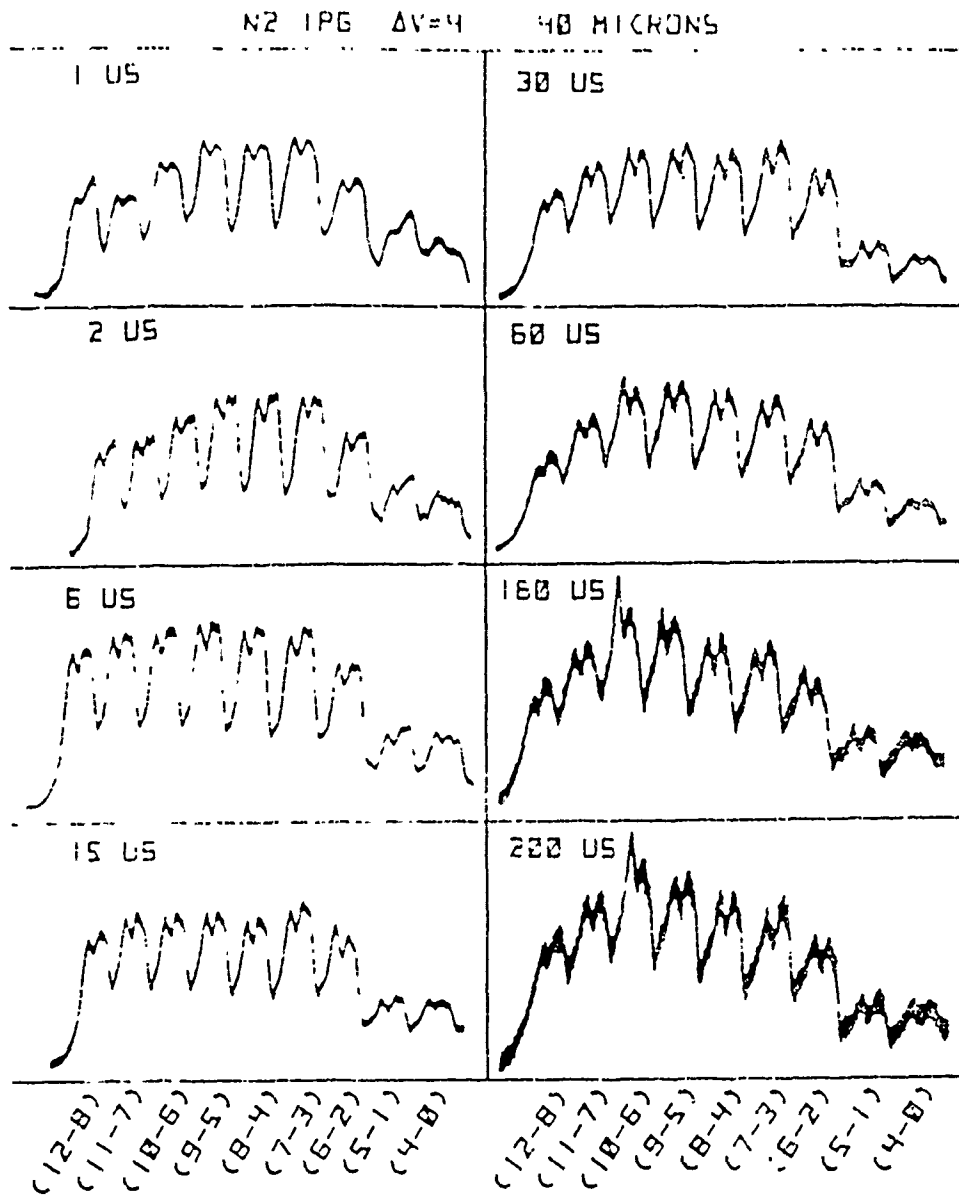 N2 1PG ΔV=4 40 MICRONS
1 US
30 US
2 US
60 US
6 US
160 US
15 US
200 US
(12-8) (11-7) (10-6) (9-5) (8-4) (7-3) (6-2) (5-1) (4-0)
(12-8) (11-7) (10-6) (9-5) (8-4) (7-3) (6-2) (5-1) (4-0)